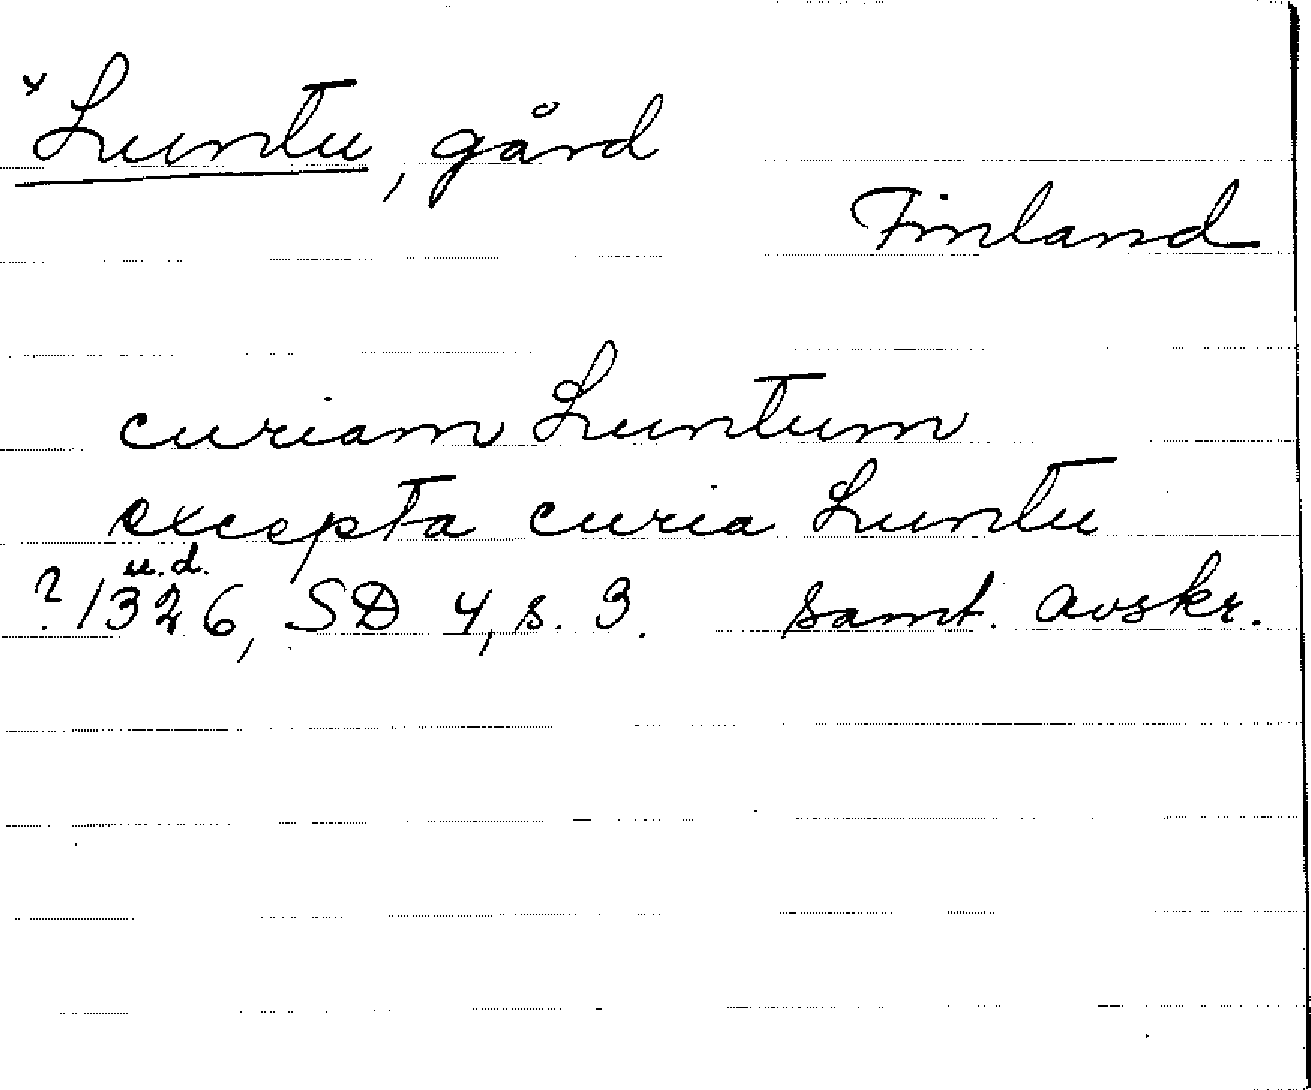 × Luntu, gård
Finland
curiam Luntum
excepta curia Luntu
u.d.
? 1326, SD 4, s. 3. samt. avskr.